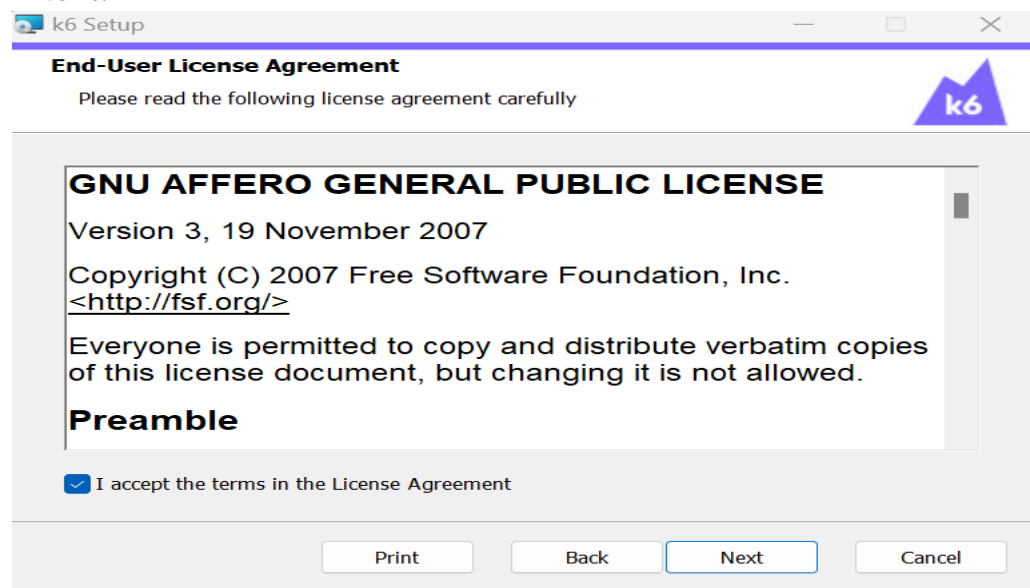 k6 Setup
End-User License Agreement
Please read the following license agreement carefully
k6
GNU AFFERO GENERAL PUBLIC LICENSE
Version 3, 19 November 2007
Copyright (C) 2007 Free Software Foundation, Inc.
<http://fsf.org/>
Everyone is permitted to copy and distribute verbatim copies
of this license document, but changing it is not allowed.
Preamble
I accept the terms in the License Agreement
Print Back Next Cancel